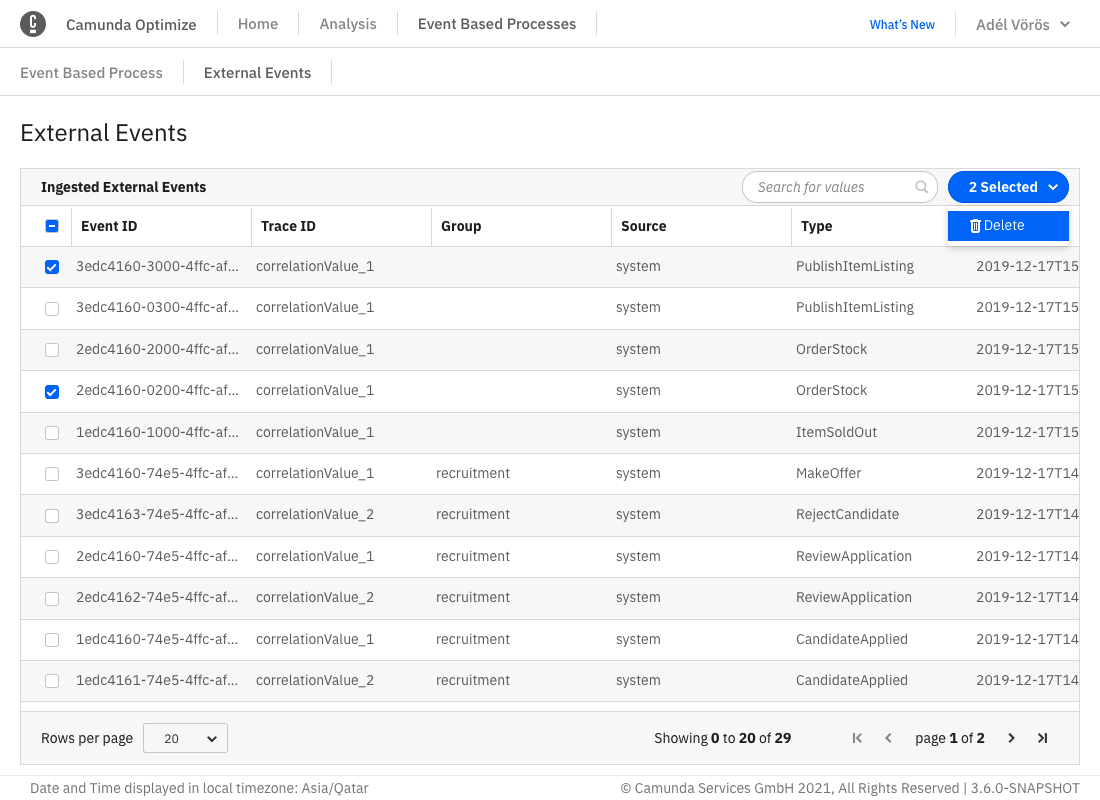 Camunda Optimize Home Analysis Event Based Processes What's New Adél Vörös
Event Based Process External Events
External Events
Ingested External Events Search for values 2 Selected
Delete
Event ID Trace ID Group Source Type
3edc4160-3000-4ffc-af... correlationValue_1 system PublishItemListing 2019-12-17T15
3edc4160-0300-4ffc-af... correlationValue_1 system PublishItemListing 2019-12-17T15
2edc4160-2000-4ffc-af... correlationValue_1 system OrderStock 2019-12-17T15
2edc4160-0200-4ffc-af... correlationValue_1 system OrderStock 2019-12-17T15
1edc4160-1000-4ffc-af... correlationValue_1 system ItemSoldOut 2019-12-17T15
3edc4160-74e5-4ffc-af... correlationValue_1 recruitment system MakeOffer 2019-12-17T14
3edc4163-74e5-4ffc-af... correlationValue_2 recruitment system RejectCandidate 2019-12-17T14
2edc4160-74e5-4ffc-af... correlationValue_1 recruitment system ReviewApplication 2019-12-17T14
2edc4162-74e5-4ffc-af... correlationValue_2 recruitment system ReviewApplication 2019-12-17T14
1edc4160-74e5-4ffc-af... correlationValue_1 recruitment system CandidateApplied 2019-12-17T14
1edc4161-74e5-4ffc-af... correlationValue_2 recruitment system CandidateApplied 2019-12-17T14
Rows per page 20 Showing 0 to 20 of 29 page 1 of 2
Date and Time displayed in local timezone: Asia/Qatar © Camunda Services GmbH 2021, All Rights Reserved | 3.6.0-SNAPSHOT